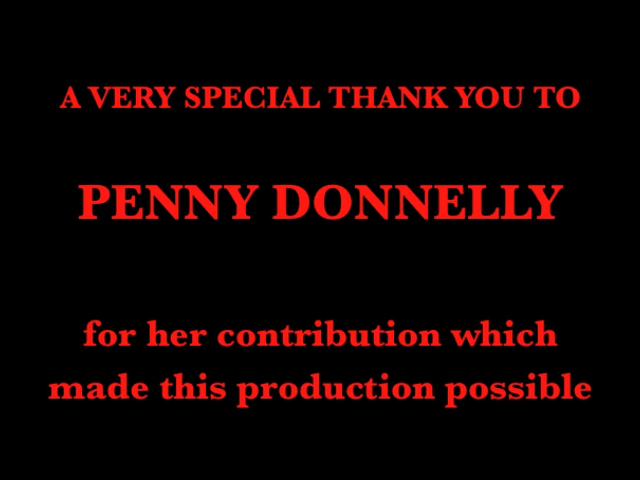 A VERY SPECIAL THANK YOU TO
PENNY DONNELLY
for her contribution which
made this production possible